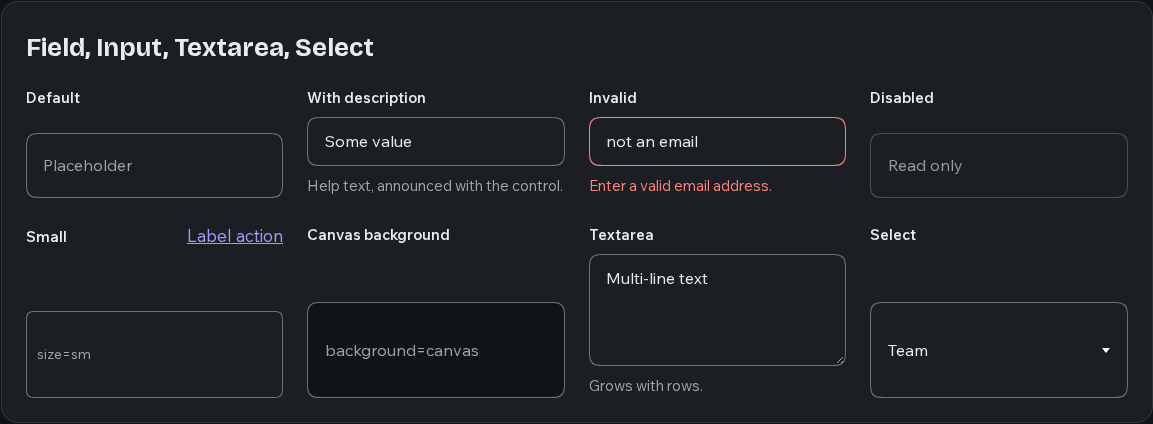 Field, Input, Textarea, Select
Default
With description
Invalid
Disabled
Placeholder
Some value
not an email
Read only
Help text, announced with the control.
Enter a valid email address.
Small
Label action
Canvas background
Textarea
Select
size=sm
background=canvas
Multi-line text
Team
Grows with rows.